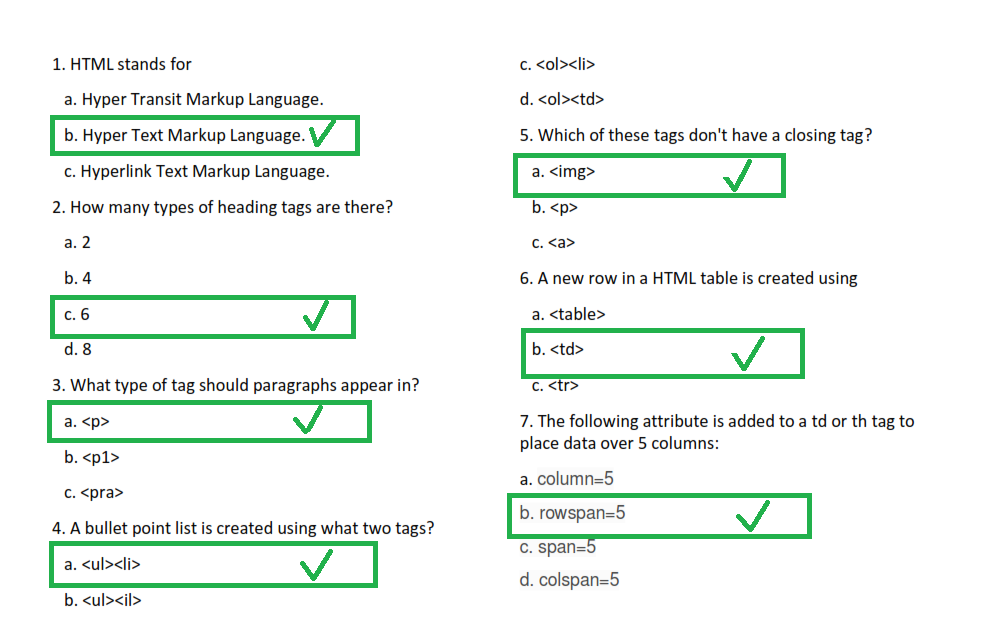 1. HTML stands for
a. Hyper Transit Markup Language.
b. Hyper Text Markup Language.
c. Hyperlink Text Markup Language.
2. How many types of heading tags are there?
a. 2
b. 4
c. 6
d. 8
3. What type of tag should paragraphs appear in?
a. <p>
b. <p1>
c. <pra>
4. A bullet point list is created using what two tags?
a. <ul><li>
b. <ul><il>
c. <ol><li>
d. <ol><td>
5. Which of these tags don't have a closing tag?
a. <img>
b. <p>
c. <a>
6. A new row in a HTML table is created using
a. <table>
b. <td>
c. <tr>
7. The following attribute is added to a td or th tag to
place data over 5 columns:
a. column=5
b. rowspan=5
c. span=5
d. colspan=5